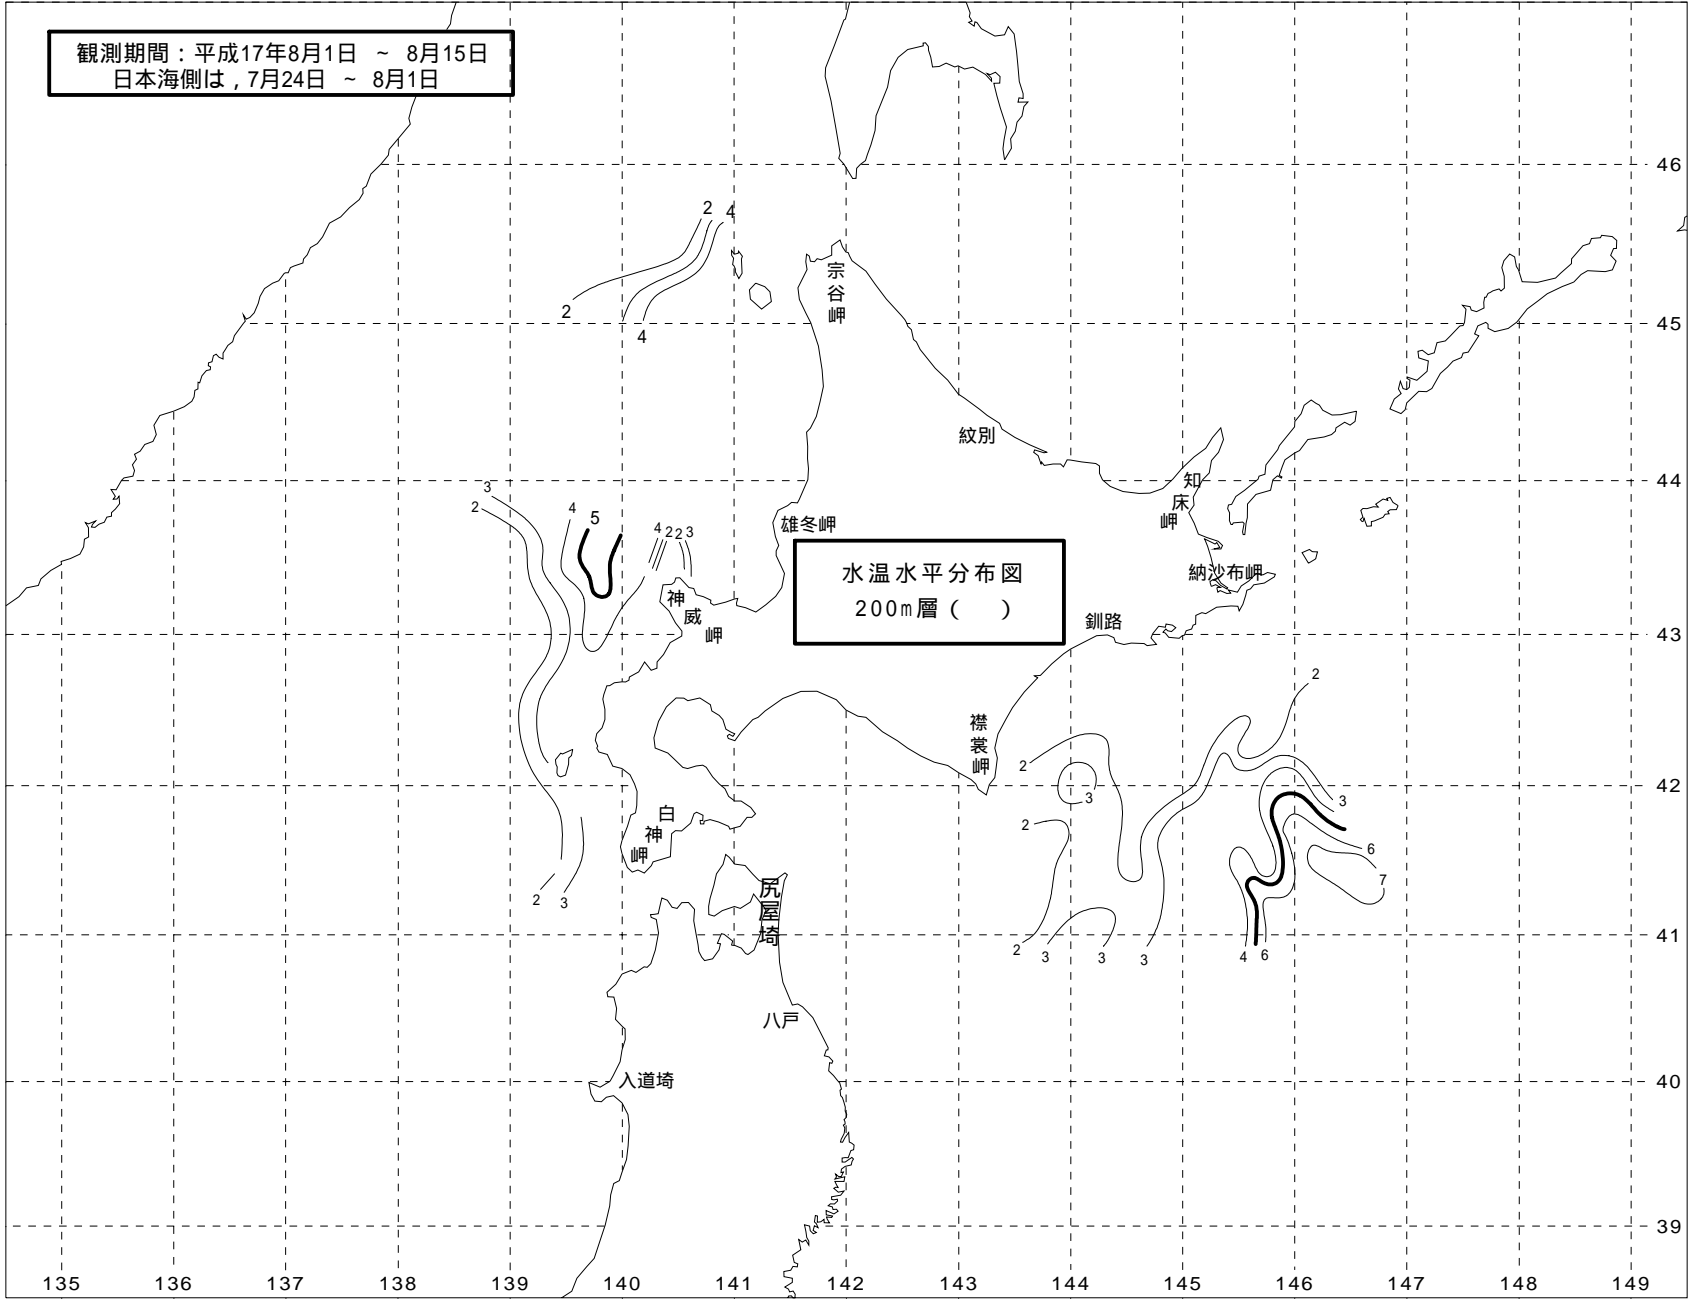 観測期間：平成17年8月1日 ～ 8月15日
日本海側は，7月24日 ～ 8月1日
46
2 4
宗谷岬
2
4
45
紋別
3
2
4
5
4 2 2 3
雄冬岬
知床岬
44
水温水平分布図
200m層（ ）
納沙布岬
神威岬
釧路
43
2
襟裳岬
2
3
3
42
白神岬
2
6
7
2
3
尻屋埼
2
3
3
3
4
6
41
八戸
入道埼
40
39
135 136 137 138 139 140 141 142 143 144 145 146 147 148 149